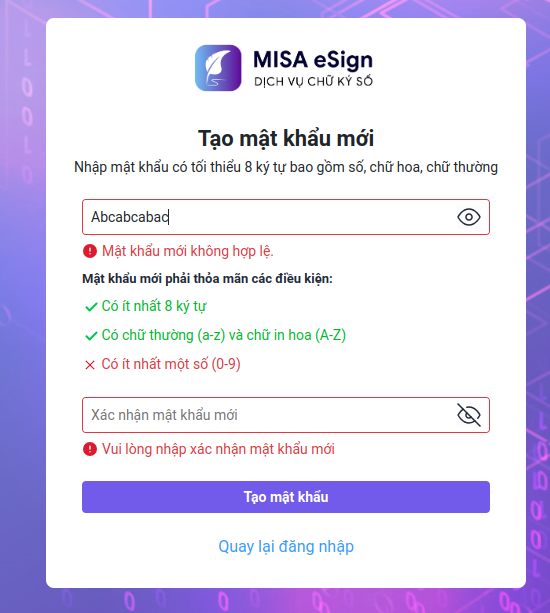 MISA eSign
DỊCH VỤ CHỮ KÝ SỐ
Tạo mật khẩu mới
Nhập mật khẩu có tối thiểu 8 ký tự bao gồm số, chữ hoa, chữ thường
Abcabcabac
Mật khẩu mới không hợp lệ.
Mật khẩu mới phải thỏa mãn các điều kiện:
Có ít nhất 8 ký tự
Có chữ thường (a-z) và chữ in hoa (A-Z)
Có ít nhất một số (0-9)
Xác nhận mật khẩu mới
Vui lòng nhập xác nhận mật khẩu mới
Tạo mật khẩu
Quay lại đăng nhập